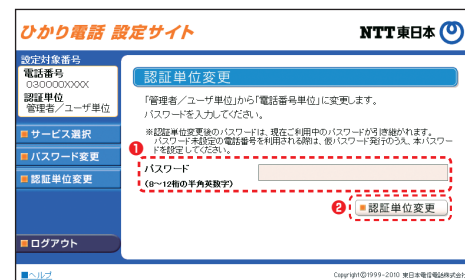 ひかり電話 設定サイト
NTT東日本
設定対象番号
電話番号
030000XXXX
認証単位
管理者／ユーザ単位
サービス選択
パスワード変更
認証単位変更
ログアウト
認証単位変更
「管理者／ユーザ単位」から「電話番号単位」に変更します。
パスワードを入力してください。
※認証単位変更後のパスワードは、現在ご利用中のパスワードが引き継がれます。
パスワード未設定の電話番号を利用される際は、仮パスワード発行のうえ、本パスワー
ドを設定してください。
1
パスワード
(8～12桁の半角英数字)
2
認証単位変更
ヘルプ
Copyright©1999-2010 東日本電信電話株式会社